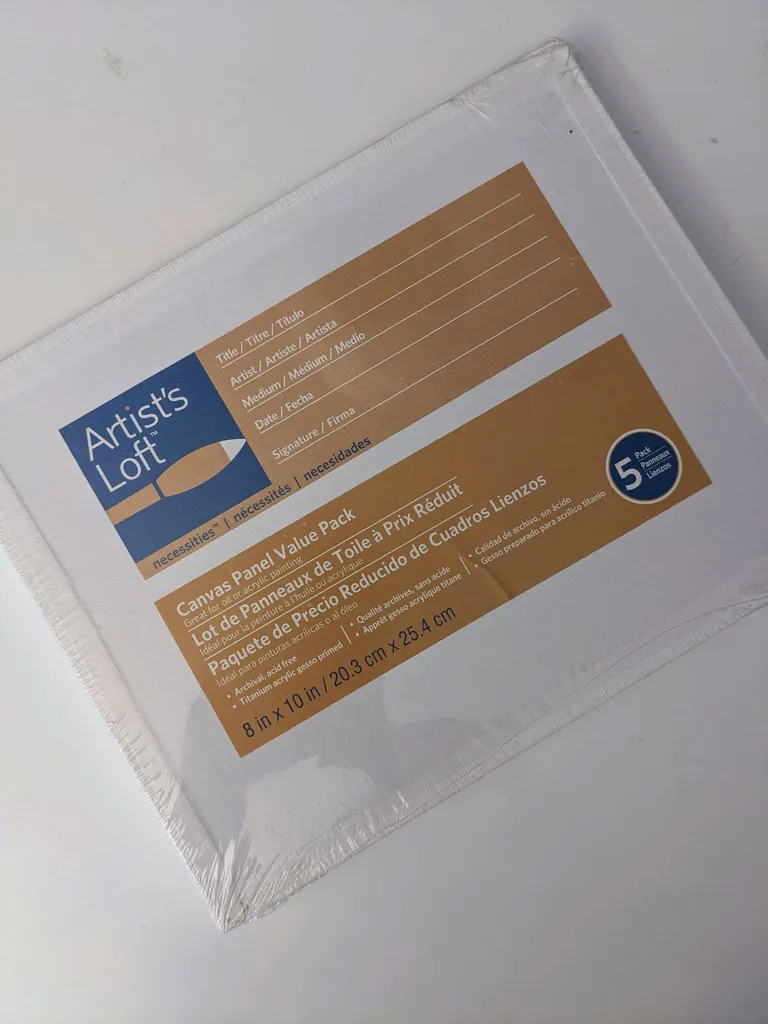 Artist's
Loft™
Title / Titre / Título
Artist / Artiste / Artista
Medium / Médium / Medio
Date / Fecha
Signature / Firma
necessities™ | nécessités | necesidades
Canvas Panel Value Pack
Great for oil or acrylic painting
Lot de Panneaux de Toile à Prix Réduit
Idéal pour la peinture à l'huile ou acrylique
Paquete de Precio Reducido de Cuadros Lienzos
Ideal para pinturas acrílicas o al óleo
• Archival, acid free
• Titanium acrylic gesso primed
• Qualité archives, sans acide
• Apprêt gesso acrylique titane
• Calidad de archivo, sin ácido
• Gesso preparado para acrílico titanio
8 in x 10 in / 20.3 cm x 25.4 cm
5
Pack
Panneaux
Lienzos